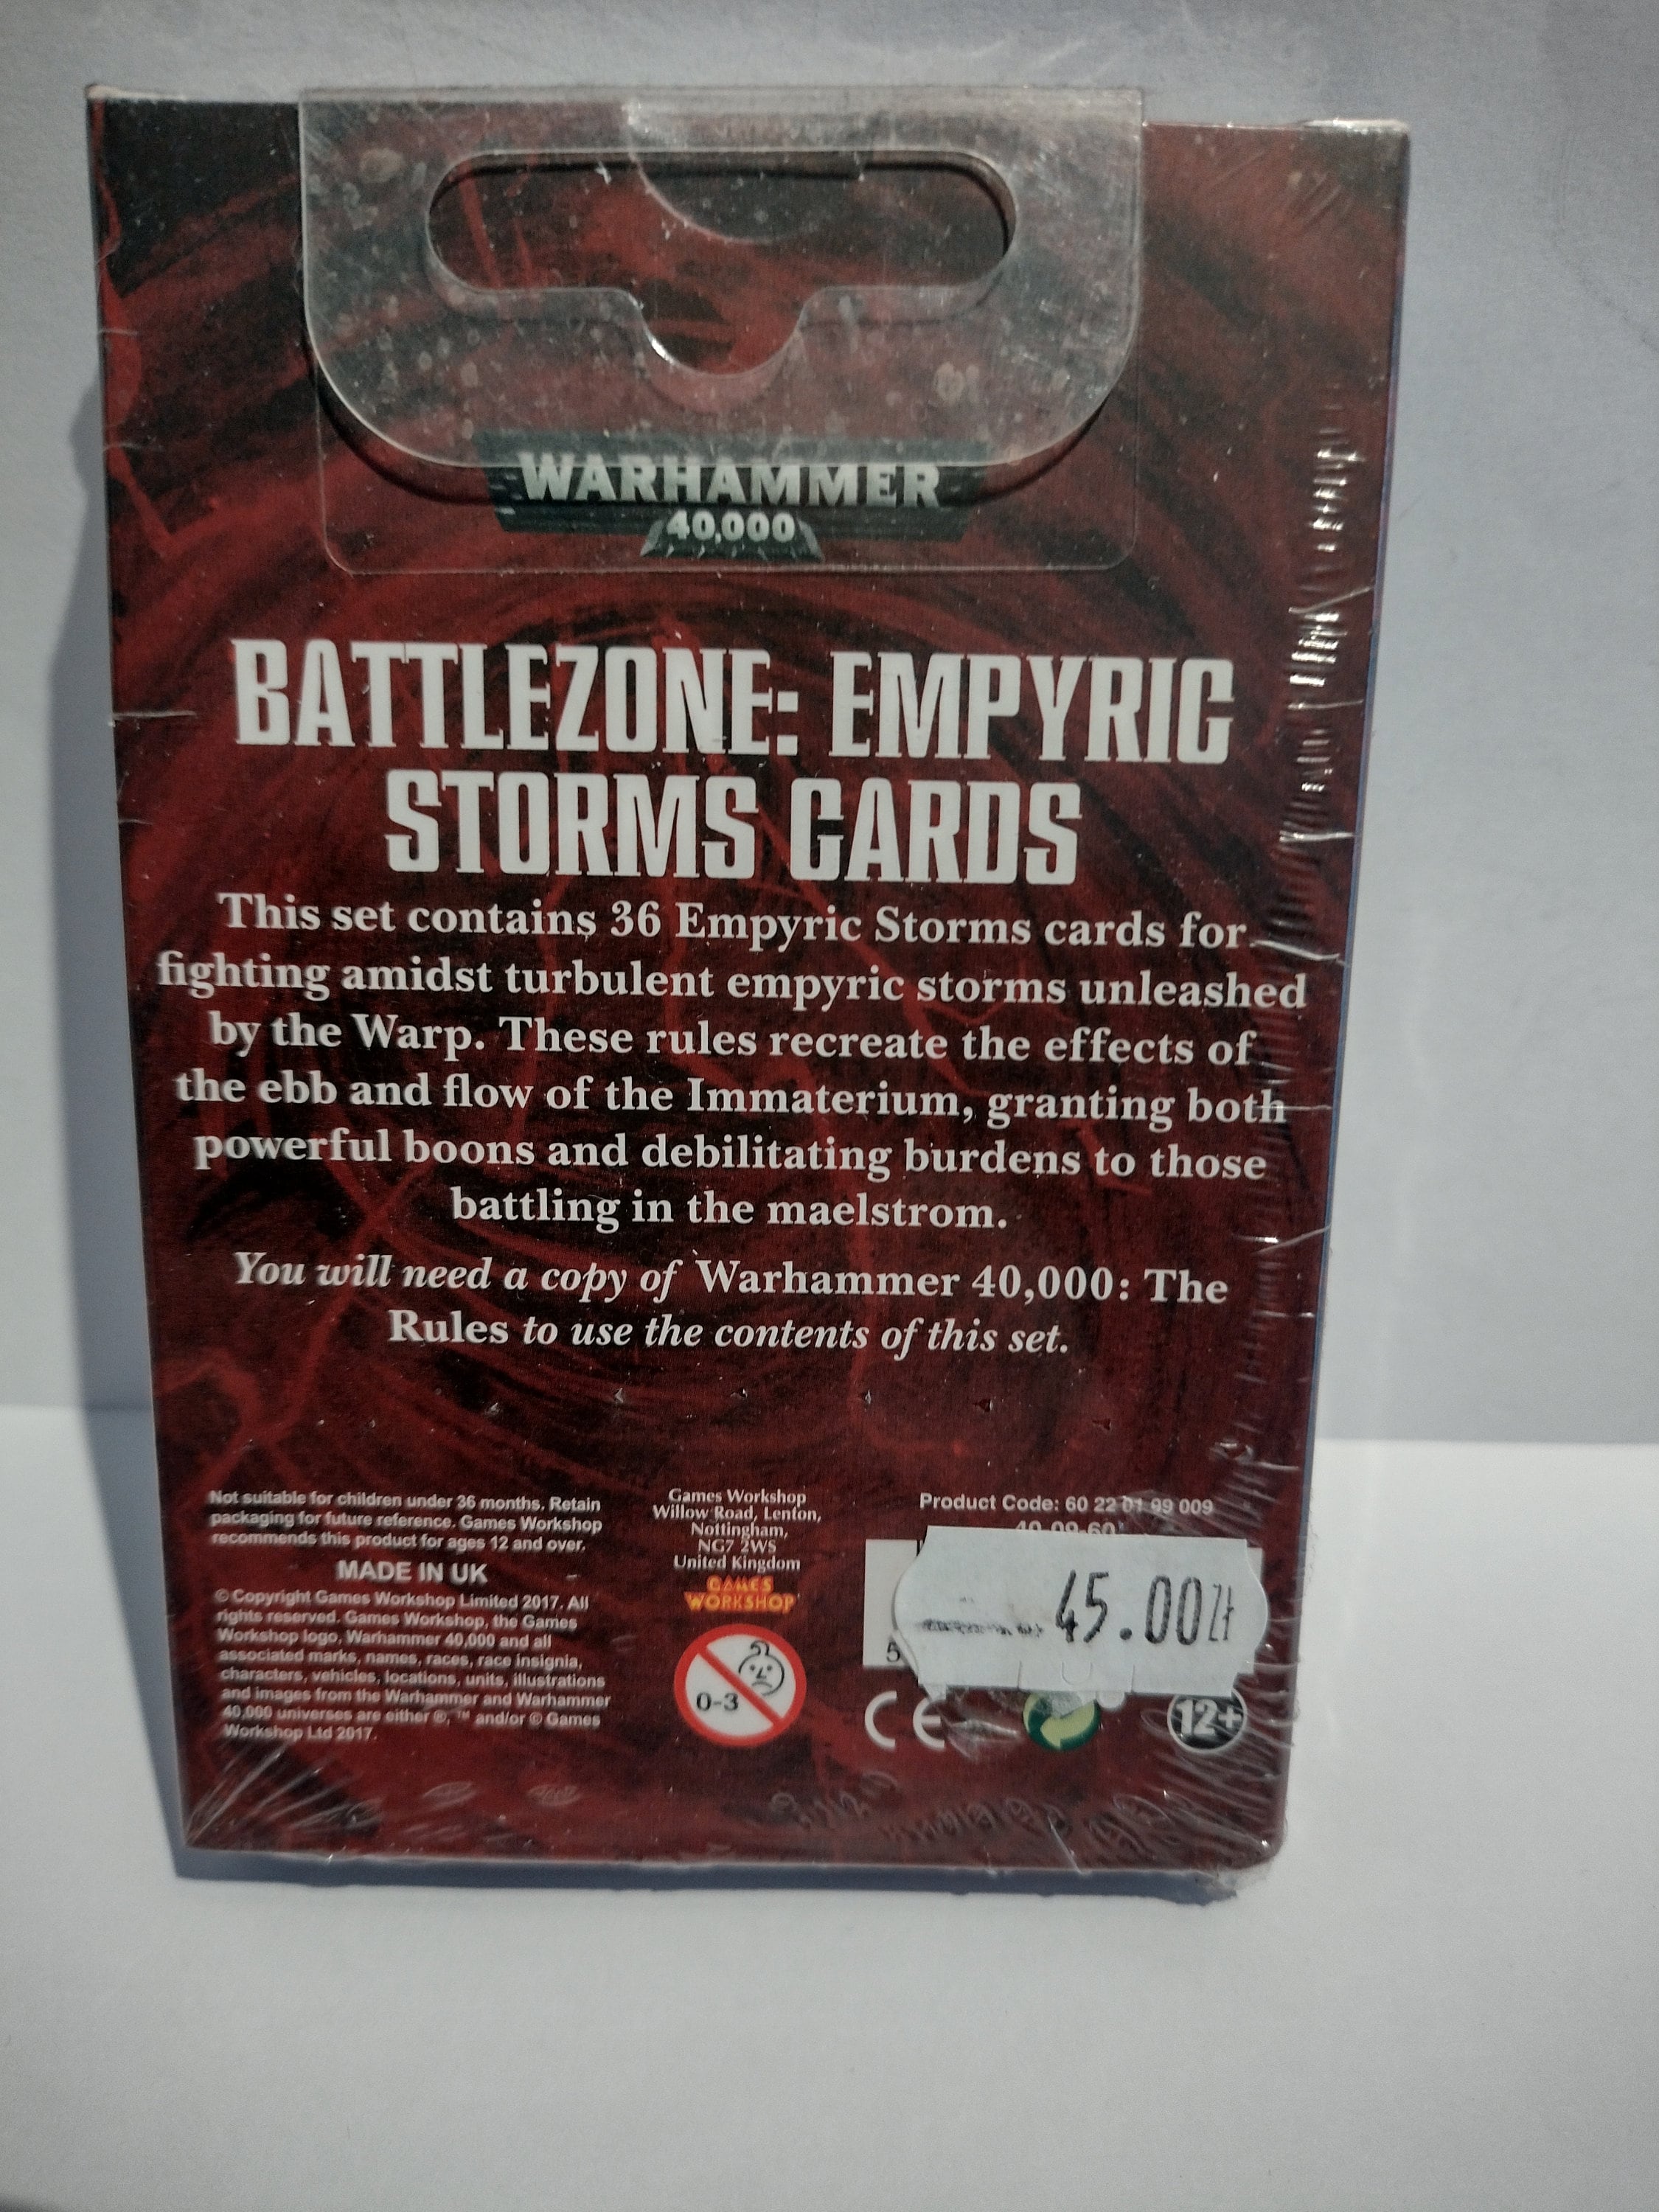 WARHAMMER
40,000
BATTLEZONE: EMPYRIC
STORMS CARDS
This set contains 36 Empyric Storms cards for
fighting amidst turbulent empyric storms unleashed
by the Warp. These rules recreate the effects of
the ebb and flow of the Immaterium, granting both
powerful boons and debilitating burdens to those
battling in the maelstrom.
You will need a copy of Warhammer 40,000: The
Rules to use the contents of this set.
Not suitable for children under 36 months. Retain
packaging for future reference. Games Workshop
recommends this product for ages 12 and over.
MADE IN UK
© Copyright Games Workshop Limited 2017. All
rights reserved. Games Workshop, the Games
Workshop logo, Warhammer 40,000 and all
associated marks, names, races, race insignia,
characters, vehicles, locations, units, illustrations
and images from the Warhammer and Warhammer
40,000 universes are either ®, ™ and/or © Games
Workshop Ltd 2017.
Games Workshop
Willow Road, Lenton,
Nottingham,
NG7 2WS
United Kingdom
GAMES
WORKSHOP
0-3
Product Code: 60 22 01 99 009
40-09-60
45.00zł
5
CE
12+